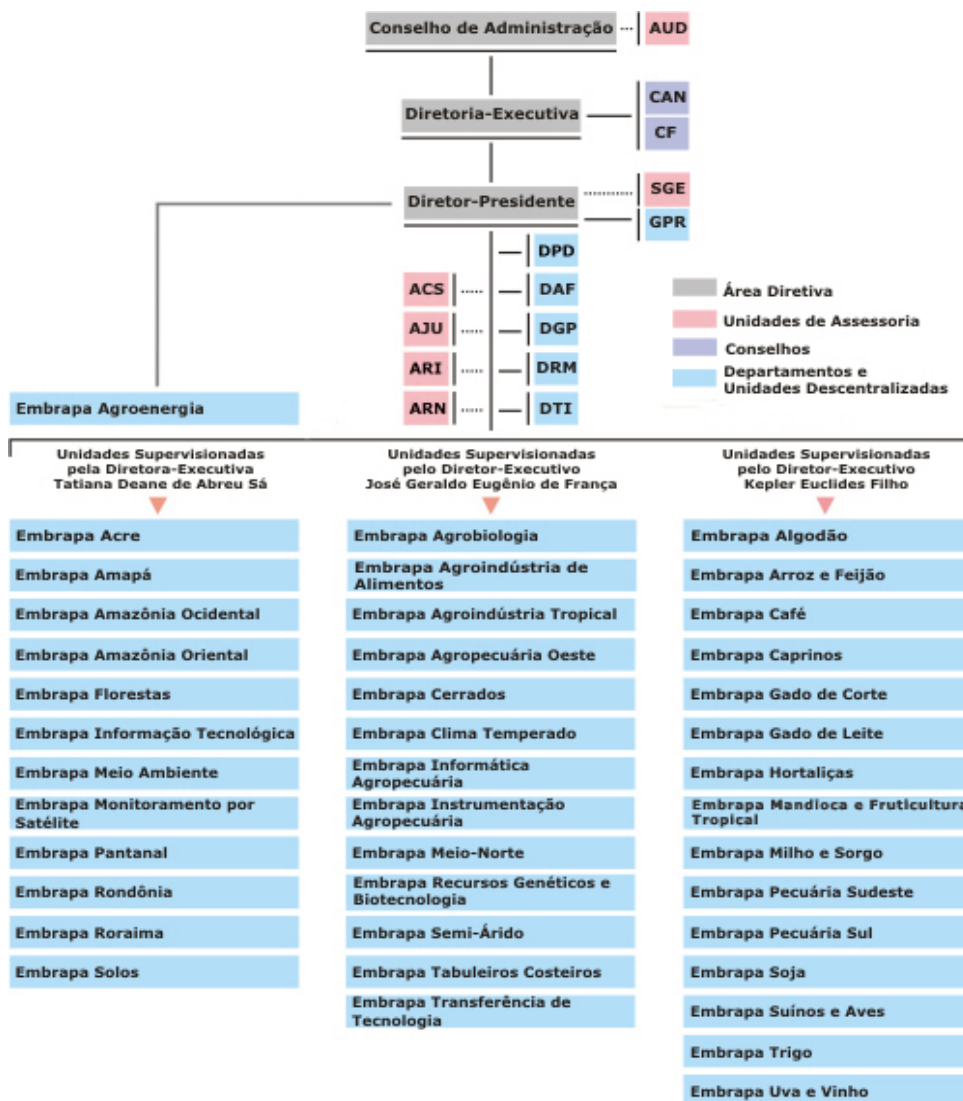 Conselho de Administração
AUD
CAN
Diretoria-Executiva
CF
SGE
Diretor-Presidente
GPR
DPD
ACS
DAF
Área Diretiva
AJU
DGP
Unidades de Assessoria
Conselhos
ARI
DRM
Departamentos e
Unidades Descentralizadas
Embrapa Agroenergia
ARN
DTI
Unidades Supervisionadas
pela Diretora-Executiva
Tatiana Deane de Abreu Sá
Embrapa Acre
Embrapa Amapá
Embrapa Amazônia Ocidental
Embrapa Amazônia Oriental
Embrapa Florestas
Embrapa Informação Tecnológica
Embrapa Meio Ambiente
Embrapa Monitoramento por
Satélite
Embrapa Pantanal
Embrapa Rondônia
Embrapa Roraima
Embrapa Solos
Unidades Supervisionadas
pelo Diretor-Executivo
José Geraldo Eugênio de França
Embrapa Agrobiologia
Embrapa Agroindústria de
Alimentos
Embrapa Agroindústria Tropical
Embrapa Agropecuária Oeste
Embrapa Cerrados
Embrapa Clima Temperado
Embrapa Informática
Agropecuária
Embrapa Instrumentação
Agropecuária
Embrapa Meio-Norte
Embrapa Recursos Genéticos e
Biotecnologia
Embrapa Semi-Árido
Embrapa Tabuleiros Costeiros
Embrapa Transferência de
Tecnologia
Unidades Supervisionadas
pelo Diretor-Executivo
Kepler Euclides Filho
Embrapa Algodão
Embrapa Arroz e Feijão
Embrapa Café
Embrapa Caprinos
Embrapa Gado de Corte
Embrapa Gado de Leite
Embrapa Hortaliças
Embrapa Mandioca e Fruticultura
Tropical
Embrapa Milho e Sorgo
Embrapa Pecuária Sudeste
Embrapa Pecuária Sul
Embrapa Soja
Embrapa Suínos e Aves
Embrapa Trigo
Embrapa Uva e Vinho